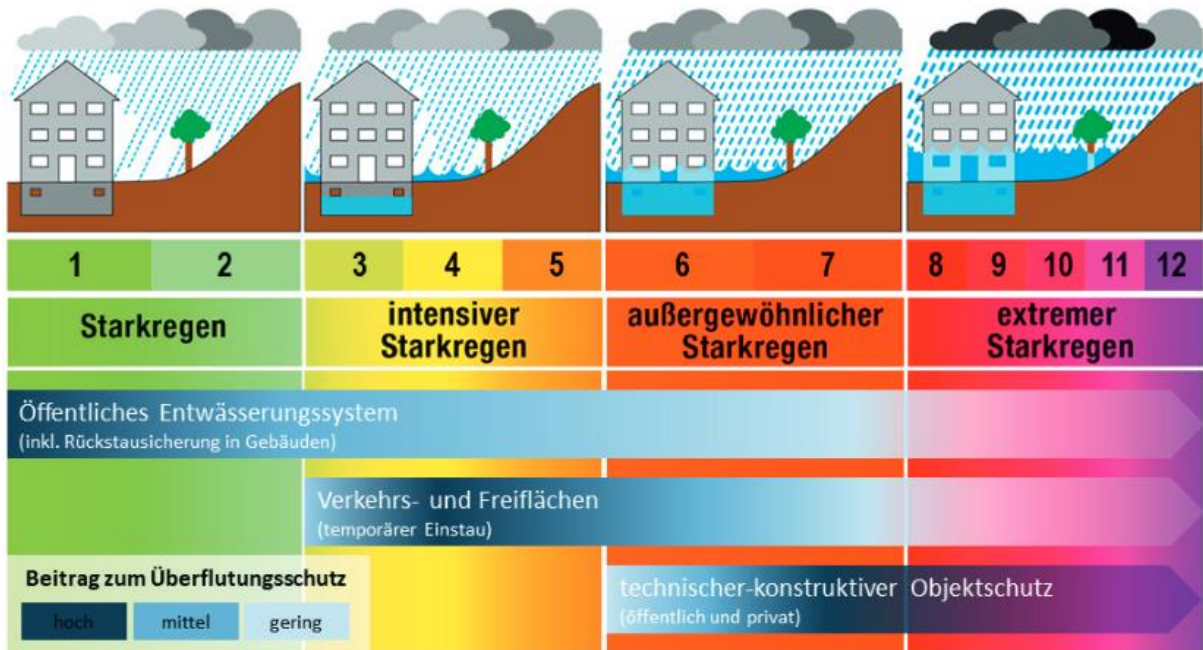 1 2 3 4 5 6 7 8 9 10 11 12
Starkregen
intensiver
Starkregen
außergewöhnlicher
Starkregen
extremer
Starkregen
Öffentliches Entwässerungssystem
(inkl. Rückstausicherung in Gebäuden)
Verkehrs- und Freiflächen
(temporärer Einstau)
technischer-konstruktiver Objektschutz
(öffentlich und privat)
Beitrag zum Überflutungsschutz
hoch mittel gering